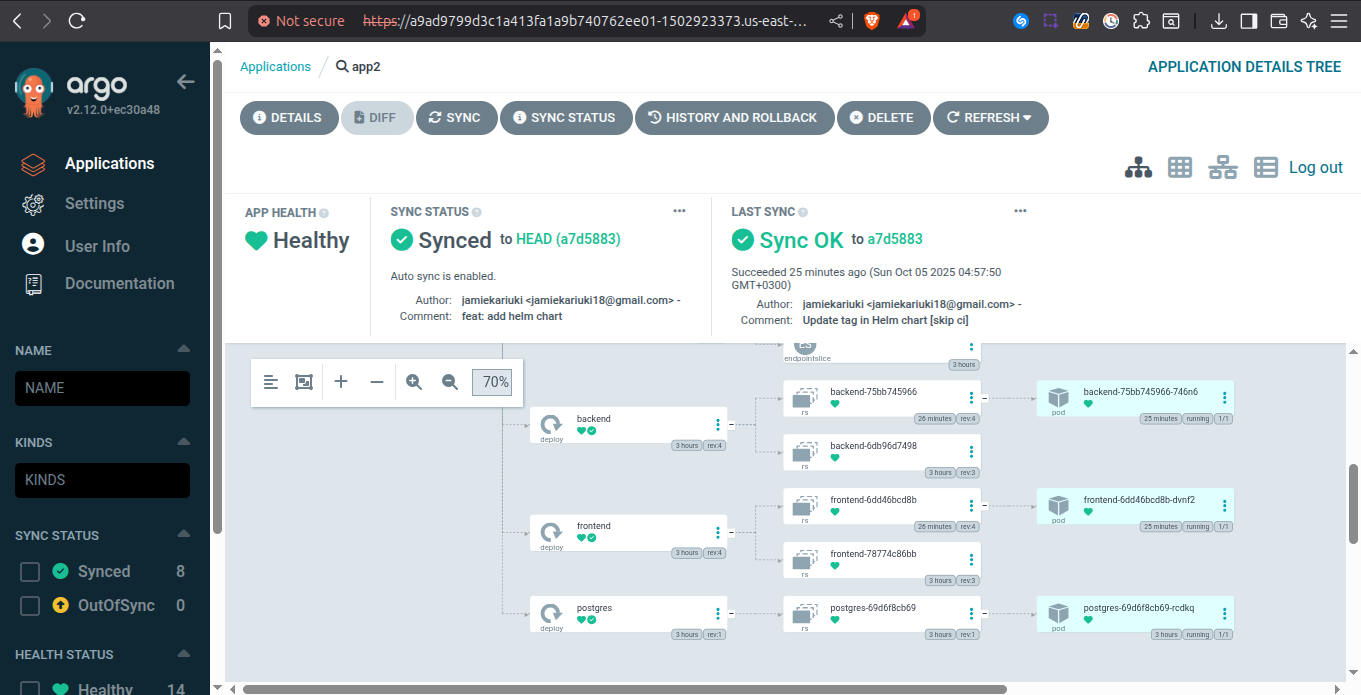 Not secure https://a9ad9799d3c1a413fa1a9b740762ee01-1502923373.us-east-...
1
argo
v2.12.0+ec30a48
Applications
Settings
User Info
Documentation
NAME
NAME
KINDS
KINDS
SYNC STATUS
Synced 8
OutOfSync 0
HEALTH STATUS
Healthy 14
Applications / app2
APPLICATION DETAILS TREE
DETAILS DIFF SYNC SYNC STATUS HISTORY AND ROLLBACK DELETE REFRESH
Log out
APP HEALTH
Healthy
SYNC STATUS
Synced to HEAD (a7d5883)
Auto sync is enabled.
Author: jamiekariuki <jamiekariuki18@gmail.com> -
Comment: feat: add helm chart
LAST SYNC
Sync OK to a7d5883
Succeeded 25 minutes ago (Sun Oct 05 2025 04:57:50
GMT+0300)
Author: jamiekariuki <jamiekariuki18@gmail.com> -
Comment: Update tag in Helm chart [skip ci]
70%
ES
endpointslice
3 hours
backend
deploy
3 hours rev:4
backend-75bb745966
rs
26 minutes rev:4
backend-75bb745966-746n6
pod
25 minutes running 1/1
backend-6db96d7498
rs
3 hours rev:3
frontend
deploy
3 hours rev:4
frontend-6dd46bcd8b
rs
26 minutes rev:4
frontend-6dd46bcd8b-dvnf2
pod
25 minutes running 1/1
frontend-78774c86bb
rs
3 hours rev:3
postgres
deploy
3 hours rev:1
postgres-69d6f8cb69
rs
3 hours rev:1
postgres-69d6f8cb69-rcdkq
pod
3 hours running 1/1